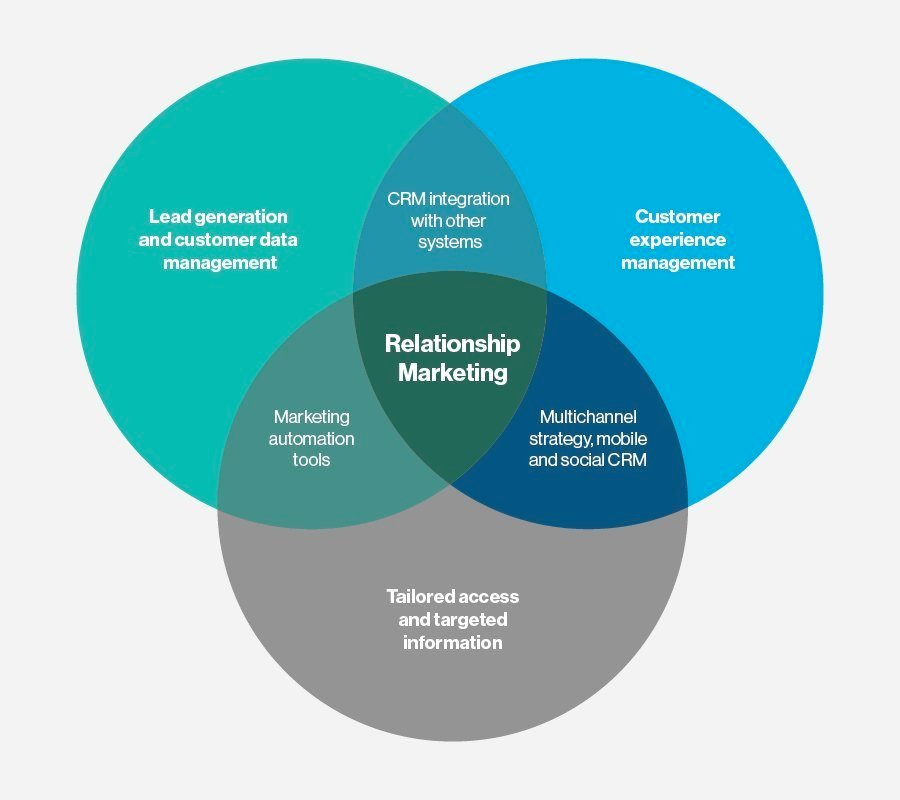 Lead generation
and customer data
management
CRM integration
with other
systems
Customer
experience
management
Relationship
Marketing
Marketing
automation
tools
Multichannel
strategy, mobile
and social CRM
Tailored access
and targeted
information